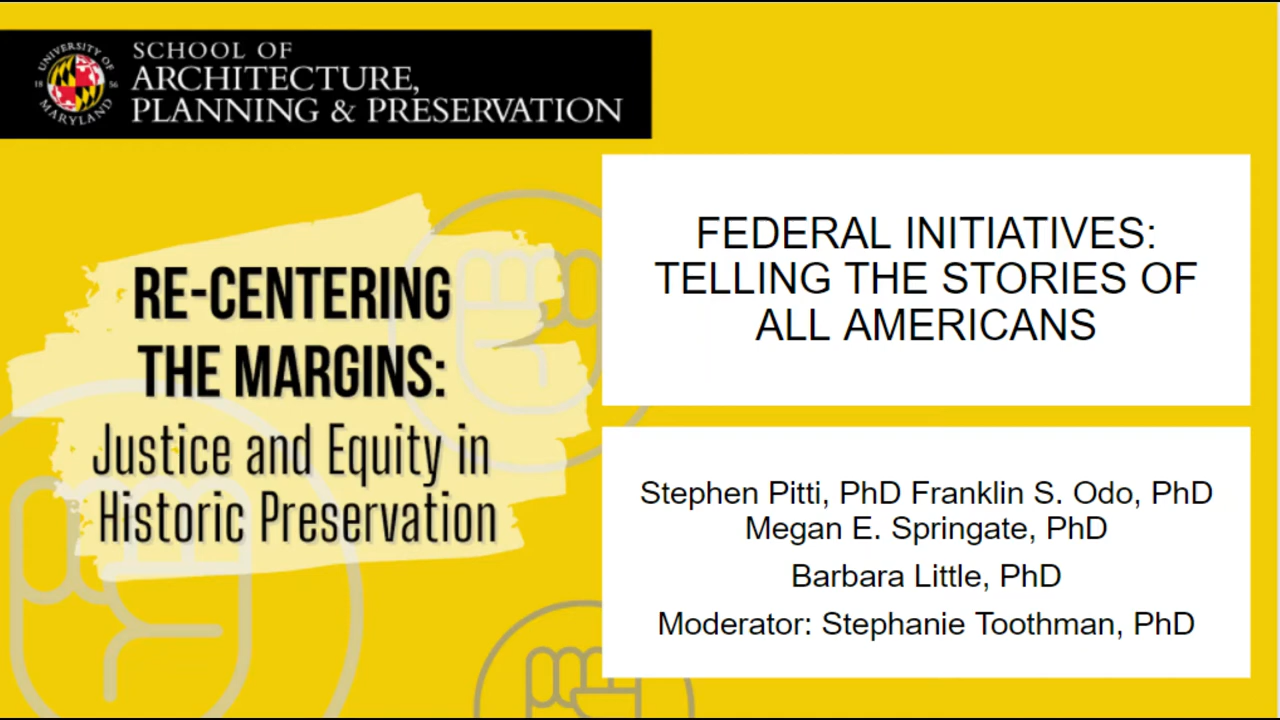 UNIVERSITY OF
18 56
MARYLAND
SCHOOL OF
ARCHITECTURE,
PLANNING & PRESERVATION
RE-CENTERING
THE MARGINS:
Justice and Equity in
Historic Preservation
FEDERAL INITIATIVES:
TELLING THE STORIES OF
ALL AMERICANS
Stephen Pitti, PhD Franklin S. Odo, PhD
Megan E. Springate, PhD
Barbara Little, PhD
Moderator: Stephanie Toothman, PhD